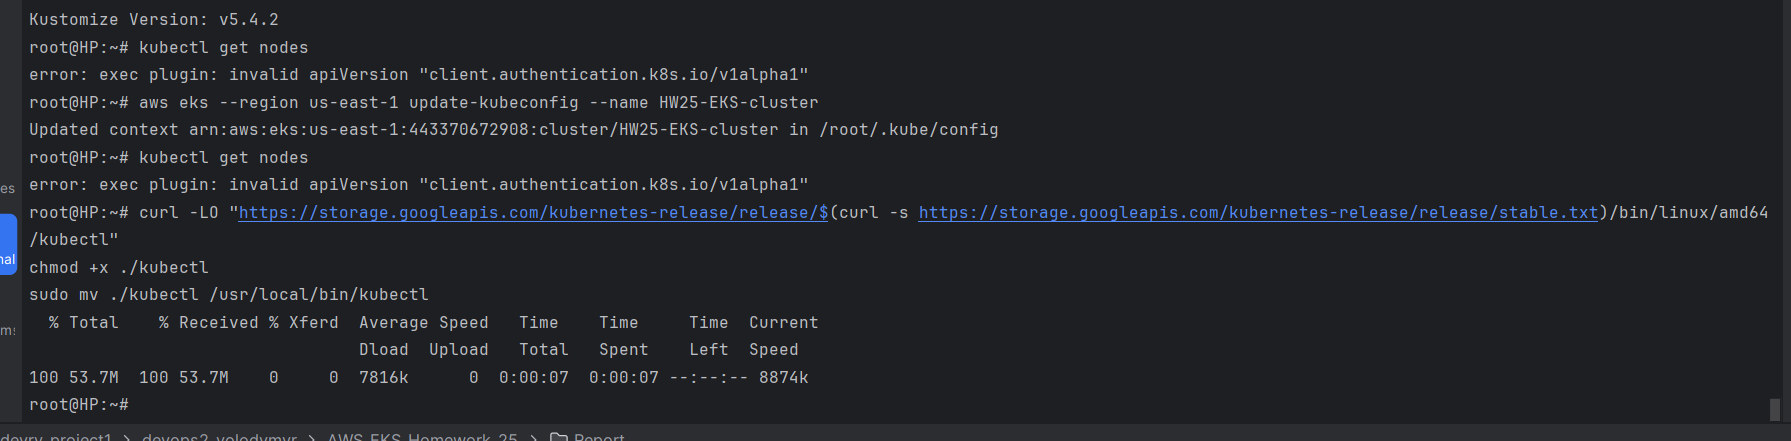 Kustomize Version: v5.4.2
root@HP:~# kubectl get nodes
error: exec plugin: invalid apiVersion "client.authentication.k8s.io/v1alpha1"
root@HP:~# aws eks --region us-east-1 update-kubeconfig --name HW25-EKS-cluster
Updated context arn:aws:eks:us-east-1:443370672908:cluster/HW25-EKS-cluster in /root/.kube/config
root@HP:~# kubectl get nodes
error: exec plugin: invalid apiVersion "client.authentication.k8s.io/v1alpha1"
root@HP:~# curl -LO "https://storage.googleapis.com/kubernetes-release/release/$(curl -s https://storage.googleapis.com/kubernetes-release/release/stable.txt)/bin/linux/amd64
/kubectl"
chmod +x ./kubectl
sudo mv ./kubectl /usr/local/bin/kubectl
% Total % Received % Xferd Average Speed Time Time Time Current
Dload Upload Total Spent Left Speed
100 53.7M 100 53.7M 0 0 7816k 0 0:00:07 0:00:07 --:--:-- 8874k
root@HP:~#
es
nal
devry_project1 > devops2_volodymyr > AWS-EKS-Homework-25 > Report